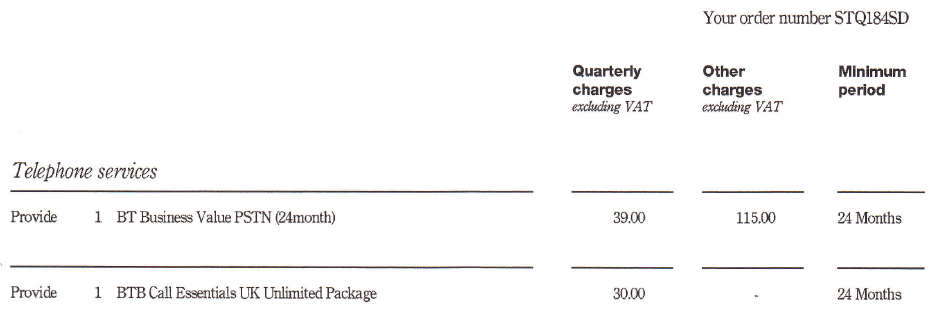 Your order number STQ184SD
Quarterly charges excluding VAT
Other charges excluding VAT
Minimum period
Telephone services
Provide 1 BT Business Value PSTN (24month) 39.00 115.00 24 Months
Provide 1 BTB Call Essentials UK Unlimited Package 30.00 - 24 Months